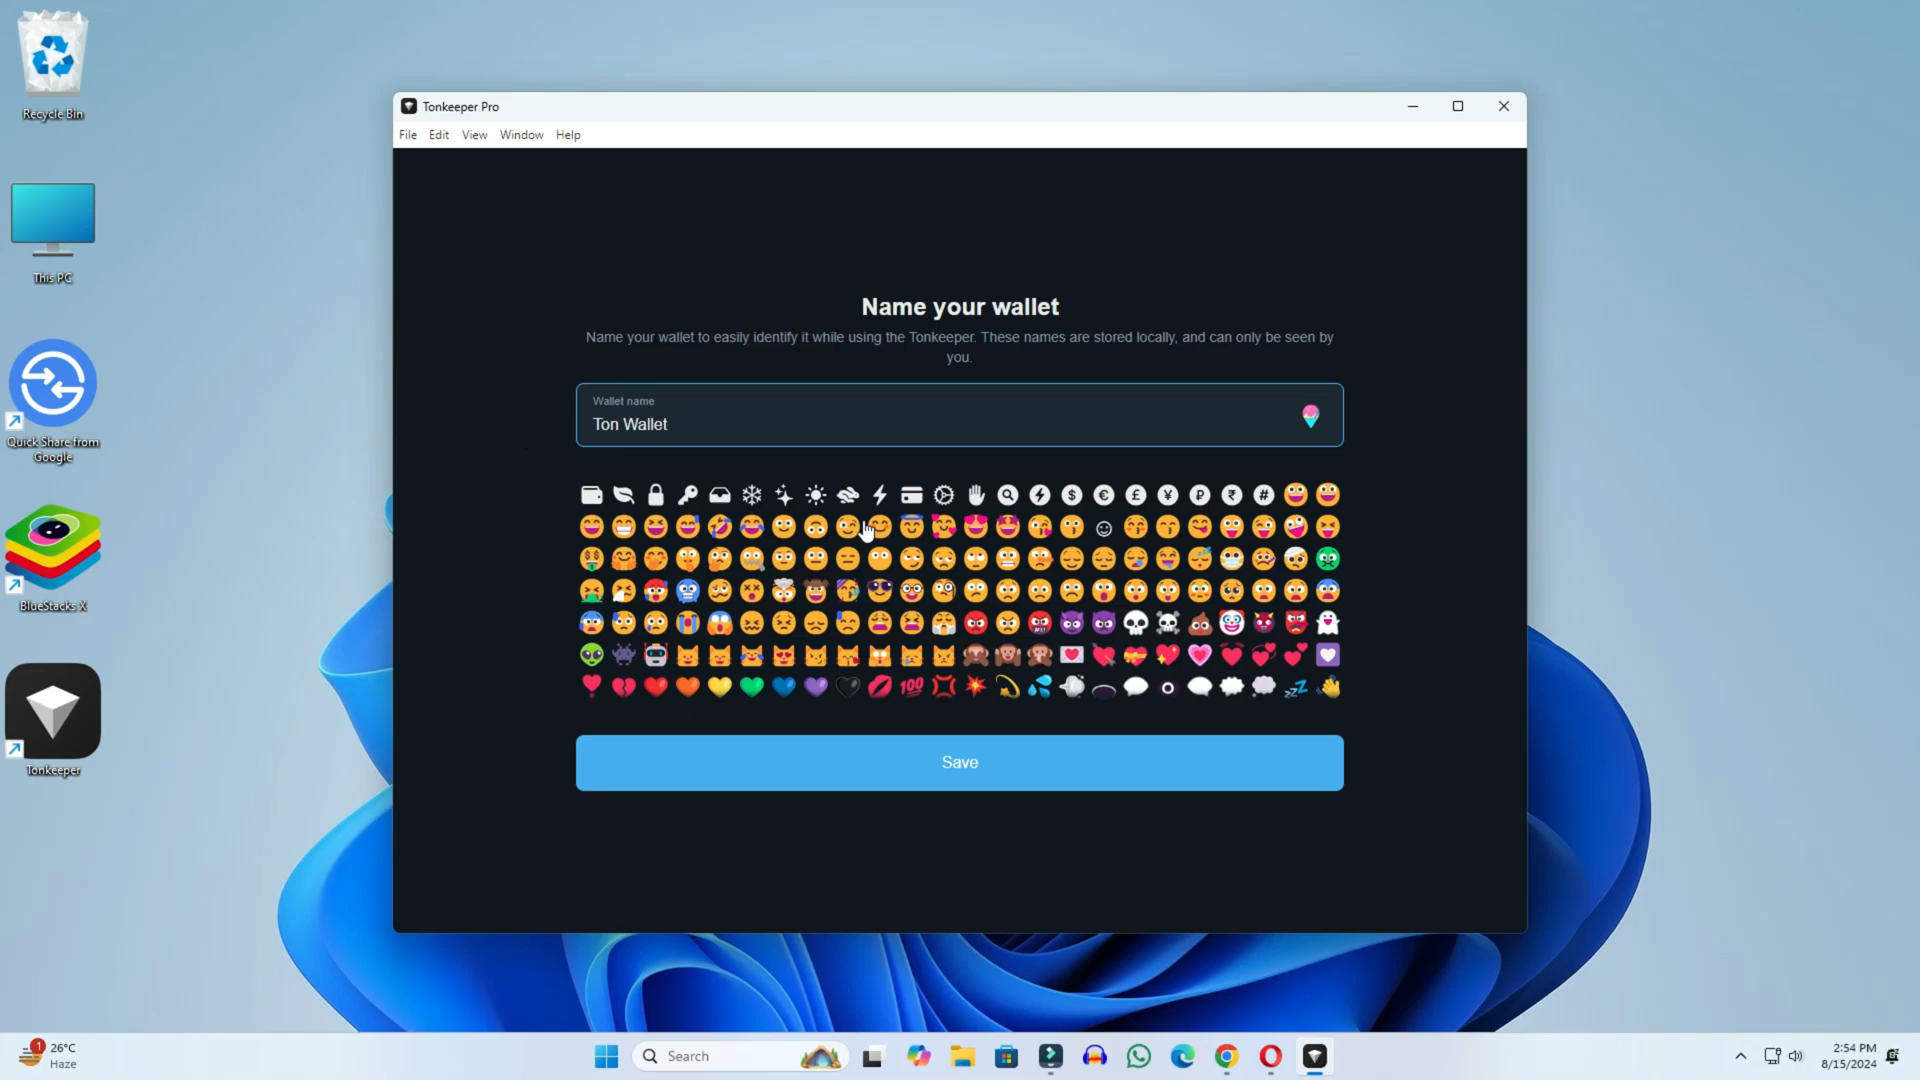 Recycle Bin
This PC
Quick Share from
Google
BlueStacks X
Tonkeeper
Tonkeeper Pro
File Edit View Window Help
Name your wallet
Name your wallet to easily identify it while using the Tonkeeper. These names are stored locally, and can only be seen by
you.
Wallet name
Ton Wallet
Save
1
26°C
Haze
Search
2:54 PM
8/15/2024